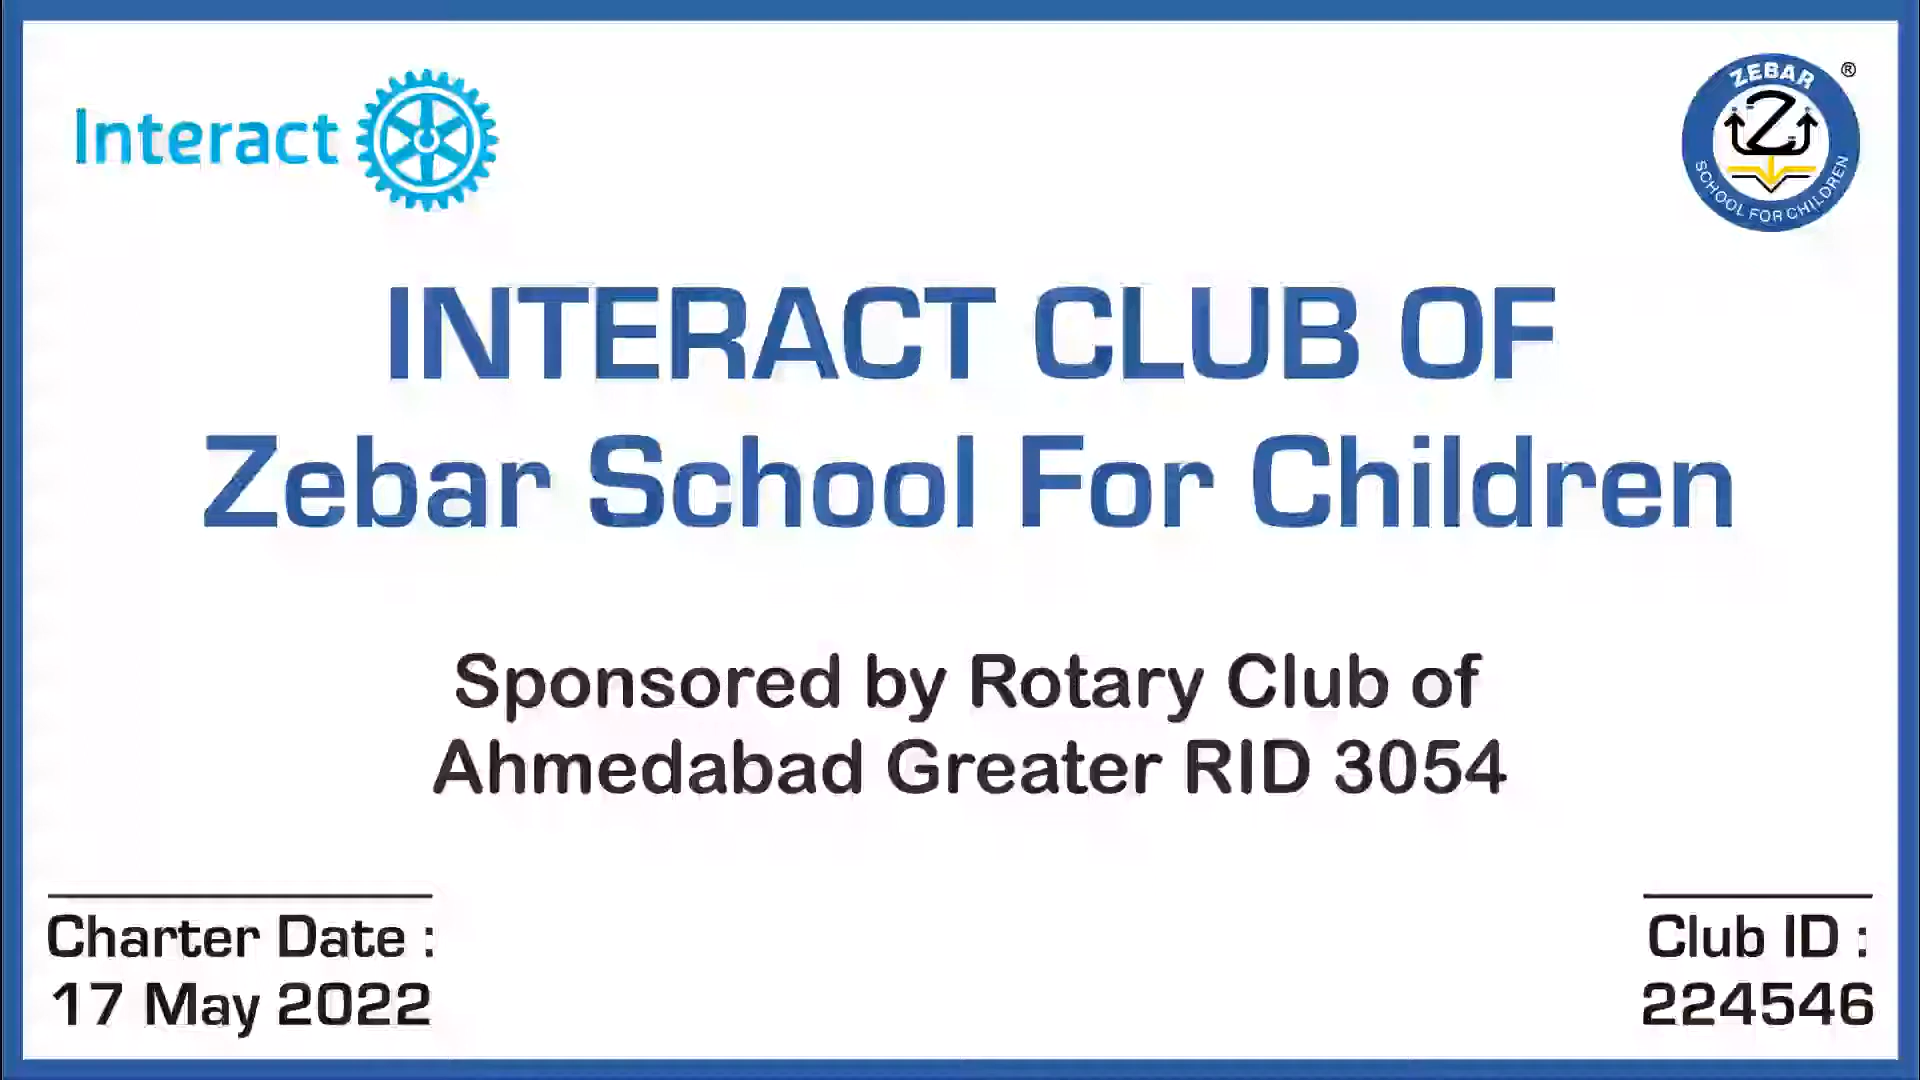 Interact
ZEBAR
®
SCHOOL FOR CHILDREN
INTERACT CLUB OF
Zebar School For Children
Sponsored by Rotary Club of
Ahmedabad Greater RID 3054
Charter Date :
17 May 2022
Club ID :
224546